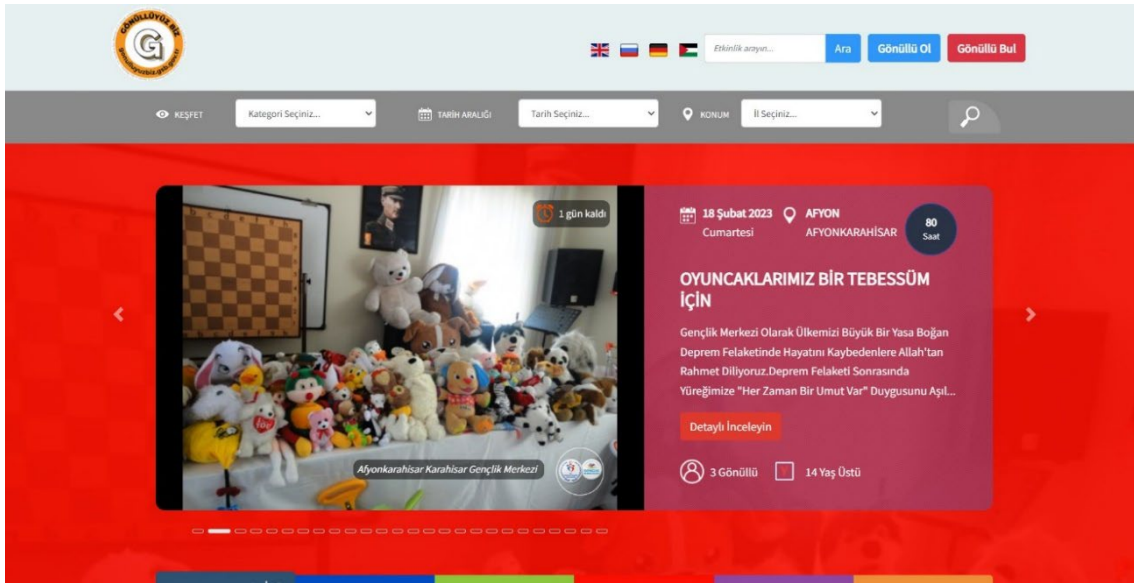 GÖNÜLLÜYÜZ BİZ
G
Etkinlik arayın...
Ara
Gönüllü Ol
Gönüllü Bul
KEŞFET
Kategori Seçiniz...
TARİH ARALIĞI
Tarih Seçiniz...
KONUM
İl Seçiniz...
1 gün kaldı
18 Şubat 2023
Cumartesi
AFYON
AFYONKARAHİSAR
80
Saat
OYUNCAKLARIMIZ BİR TEBESSÜM
İÇİN
Gençlik Merkezi Olarak Ülkemizi Büyük Bir Yasa Boğan
Deprem Felaketinde Hayatını Kaybedenlere Allah'tan
Rahmet Diliyoruz.Deprem Felaketi Sonrasında
Yüreğimize "Her Zaman Bir Umut Var" Duygusunu Aşıl...
Detaylı İnceleyin
Afyonkarahisar Karahisar Gençlik Merkezi
3 Gönüllü
14 Yaş Üstü